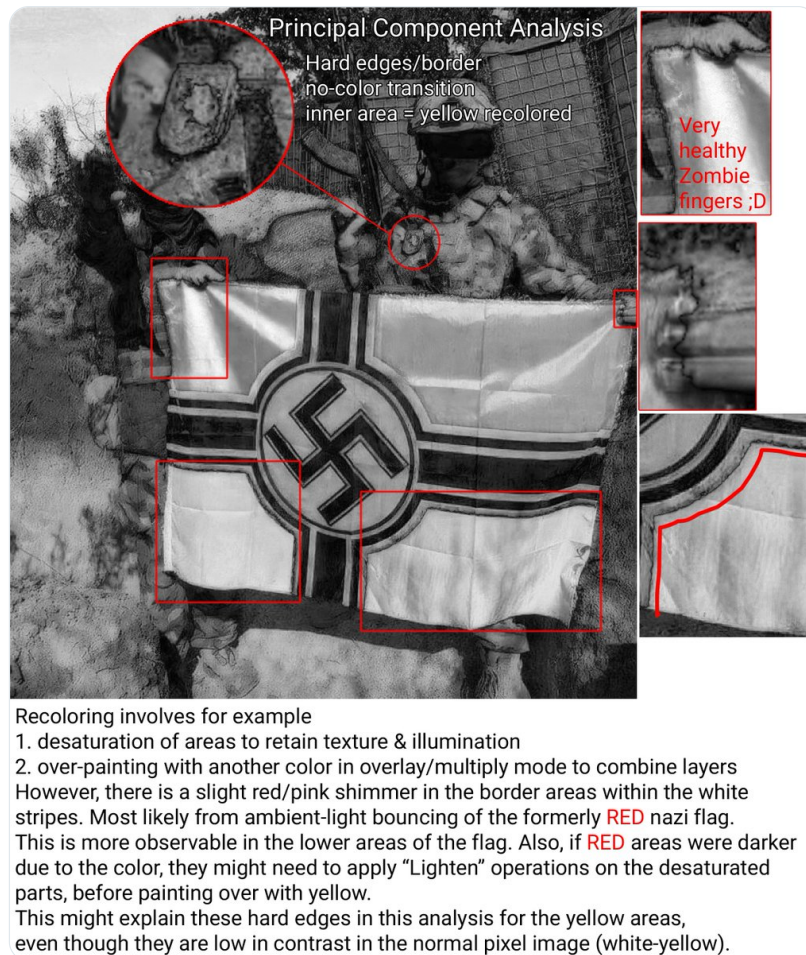 Principal Component Analysis
Hard edges/border
no-color transition
inner area = yellow recolored
Very
healthy
Zombie
fingers ;D
Recoloring involves for example
1. desaturation of areas to retain texture & illumination
2. over-painting with another color in overlay/multiply mode to combine layers
However, there is a slight red/pink shimmer in the border areas within the white
stripes. Most likely from ambient-light bouncing of the formerly RED nazi flag.
This is more observable in the lower areas of the flag. Also, if RED areas were darker
due to the color, they might need to apply “Lighten” operations on the desaturated
parts, before painting over with yellow.
This might explain these hard edges in this analysis for the yellow areas,
even though they are low in contrast in the normal pixel image (white-yellow).